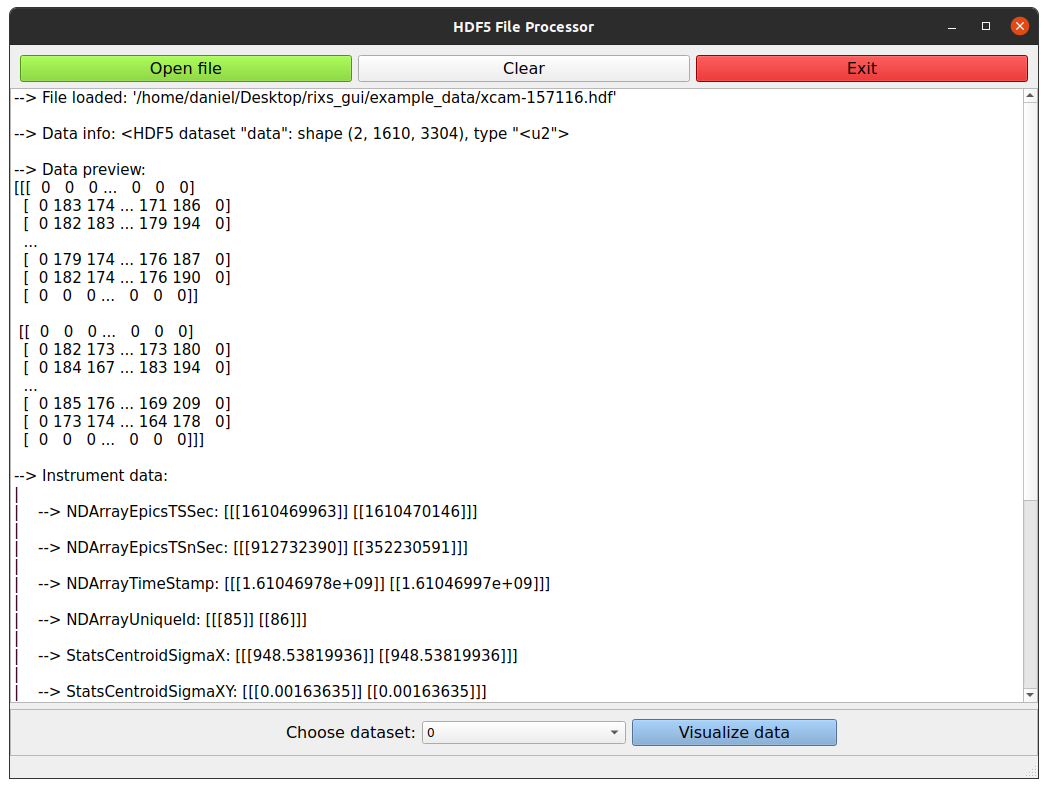 HDF5 File Processor
Open file
Clear
Exit
--> File loaded: '/home/daniel/Desktop/rixs_gui/example_data/xcam-157116.hdf'
--> Data info: <HDF5 dataset "data": shape (2, 1610, 3304), type "<u2">
--> Data preview:
[[[  0   0   0 ...   0   0   0]
[  0 183 174 ... 171 186   0]
[  0 182 183 ... 179 194   0]
...
[  0 179 174 ... 176 187   0]
[  0 182 174 ... 176 190   0]
[  0   0   0 ...   0   0   0]]
[[  0   0   0 ...   0   0   0]
[  0 182 173 ... 173 180   0]
[  0 184 167 ... 183 194   0]
...
[  0 185 176 ... 169 209   0]
[  0 173 174 ... 164 178   0]
[  0   0   0 ...   0   0   0]]]
--> Instrument data:
|
|    --> NDArrayEpicsTSSec: [[[1610469963]] [[1610470146]]]
|
|    --> NDArrayEpicsTSnSec: [[[912732390]] [[352230591]]]
|
|    --> NDArrayTimeStamp: [[[1.61046978e+09]] [[1.61046997e+09]]]
|
|    --> NDArrayUniqueId: [[[85]] [[86]]]
|
|    --> StatsCentroidSigmaX: [[[948.53819936]] [[948.53819936]]]
|
|    --> StatsCentroidSigmaXY: [[[0.00163635]] [[0.00163635]]]
Choose dataset:
0
Visualize data